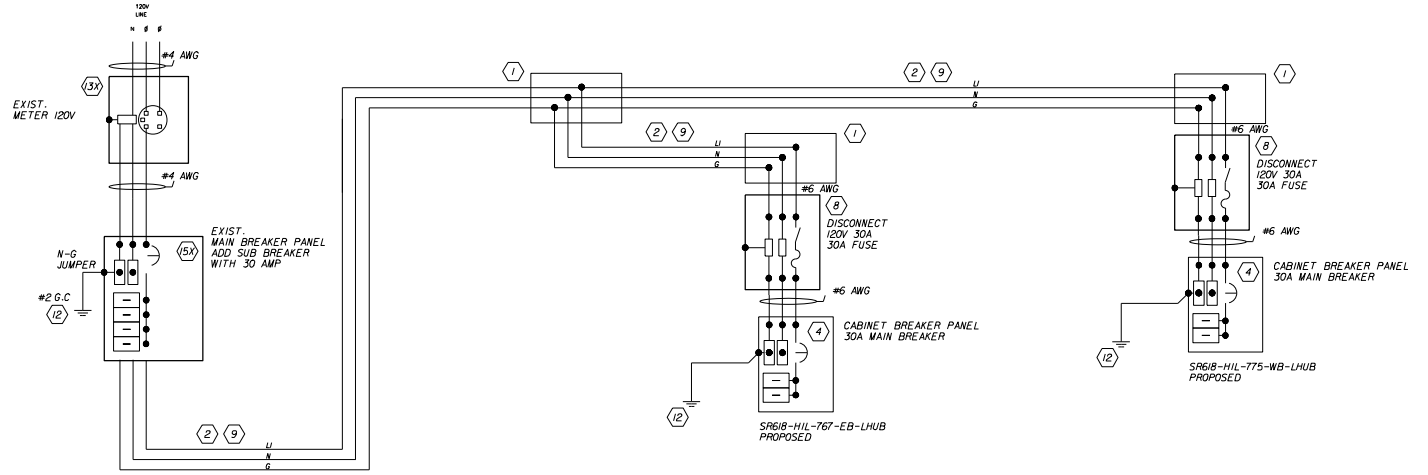 120V
LINE
N Ø Ø
#4 AWG
13X
EXIST.
METER 120V
#4 AWG
EXIST.
MAIN BREAKER PANEL
ADD SUB BREAKER
WITH 30 AMP
15X
N-G
JUMPER
#2 G.C
12
2 9
L1
N
G
1
2 9
L1
N
G
1
2 9
L1
N
G
1
#6 AWG
8
DISCONNECT
120V 30A
30A FUSE
#6 AWG
4
CABINET BREAKER PANEL
30A MAIN BREAKER
12
SR618-HIL-767-EB-LHUB
PROPOSED
#6 AWG
8
DISCONNECT
120V 30A
30A FUSE
#6 AWG
4
CABINET BREAKER PANEL
30A MAIN BREAKER
12
SR618-HIL-775-WB-LHUB
PROPOSED